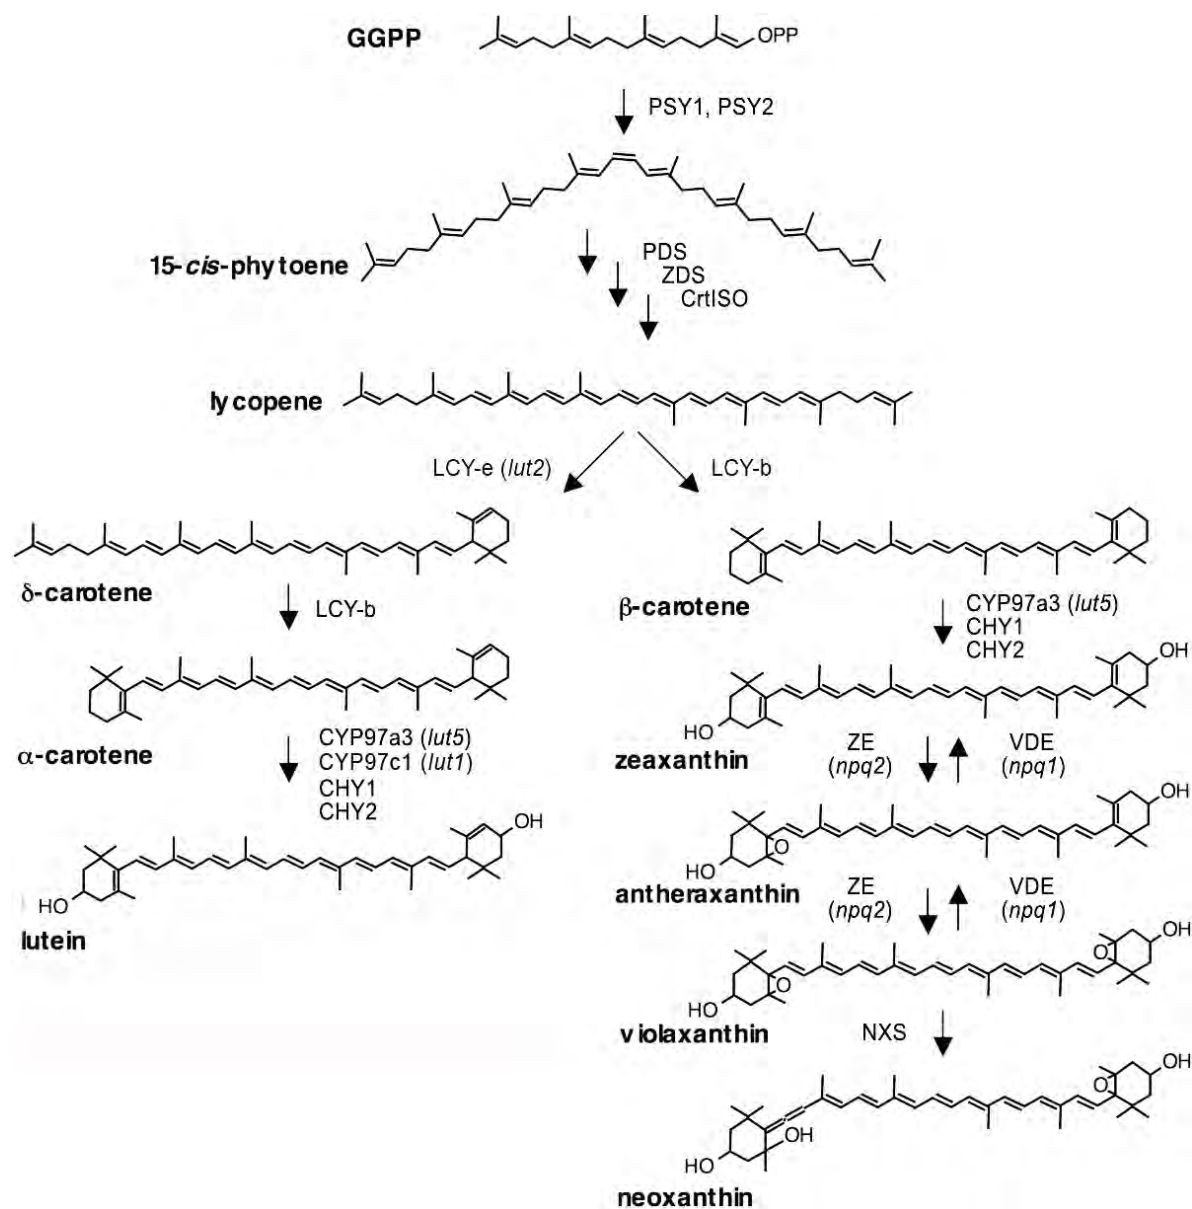 GGPP
OPP
PSY1, PSY2
15-cis-phytoene
PDS
ZDS
CrtISO
lycopene
LCY-e (lut2)
LCY-b
δ-carotene
LCY-b
β-carotene
CYP97a3 (lut5)
CHY1
CHY2
OH
HO
α-carotene
CYP97a3 (lut5)
CYP97c1 (lut1)
CHY1
CHY2
zeaxanthin
ZE
(npq2)
VDE
(npq1)
OH
O
HO
OH
HO
lutein
antheraxanthin
ZE
(npq2)
VDE
(npq1)
OH
O
O
HO
violaxanthin
NXS
OH
O
OH
HO
neoxanthin